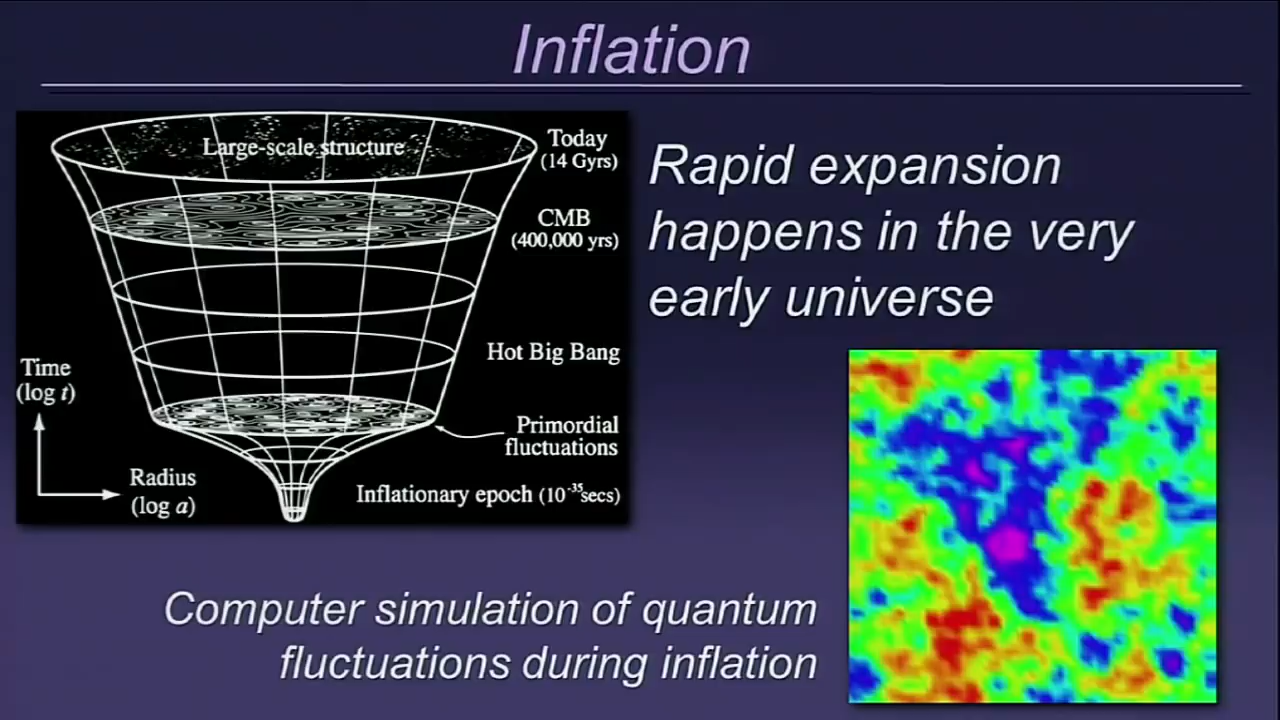 Inflation
Large-scale structure
Today
(14 Gyrs)
CMB
(400,000 yrs)
Hot Big Bang
Time
(log t)
Primordial
fluctuations
Radius
(log a)
Inflationary epoch (10⁻³⁵secs)
Rapid expansion
happens in the very
early universe
Computer simulation of quantum
fluctuations during inflation